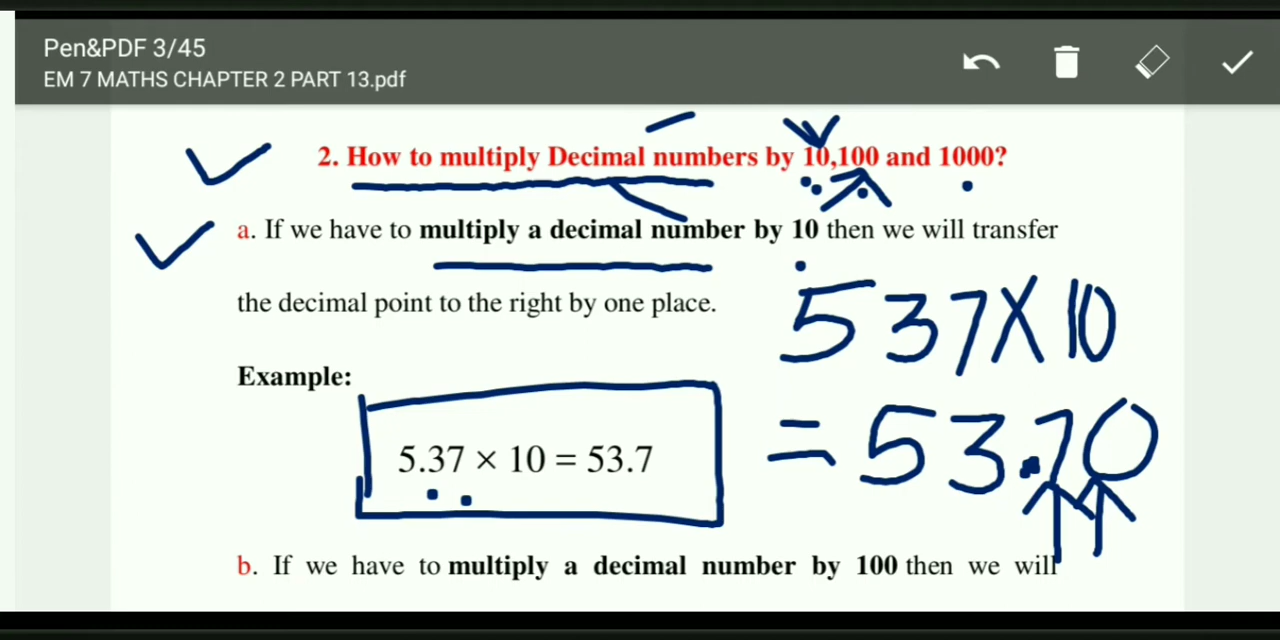 Pen&PDF 3/45
EM 7 MATHS CHAPTER 2 PART 13.pdf
2. How to multiply Decimal numbers by 10,100 and 1000?
a. If we have to multiply a decimal number by 10 then we will transfer
the decimal point to the right by one place.
537X10
Example:
5.37 × 10 = 53.7
= 53.70
b. If we have to multiply a decimal number by 100 then we will